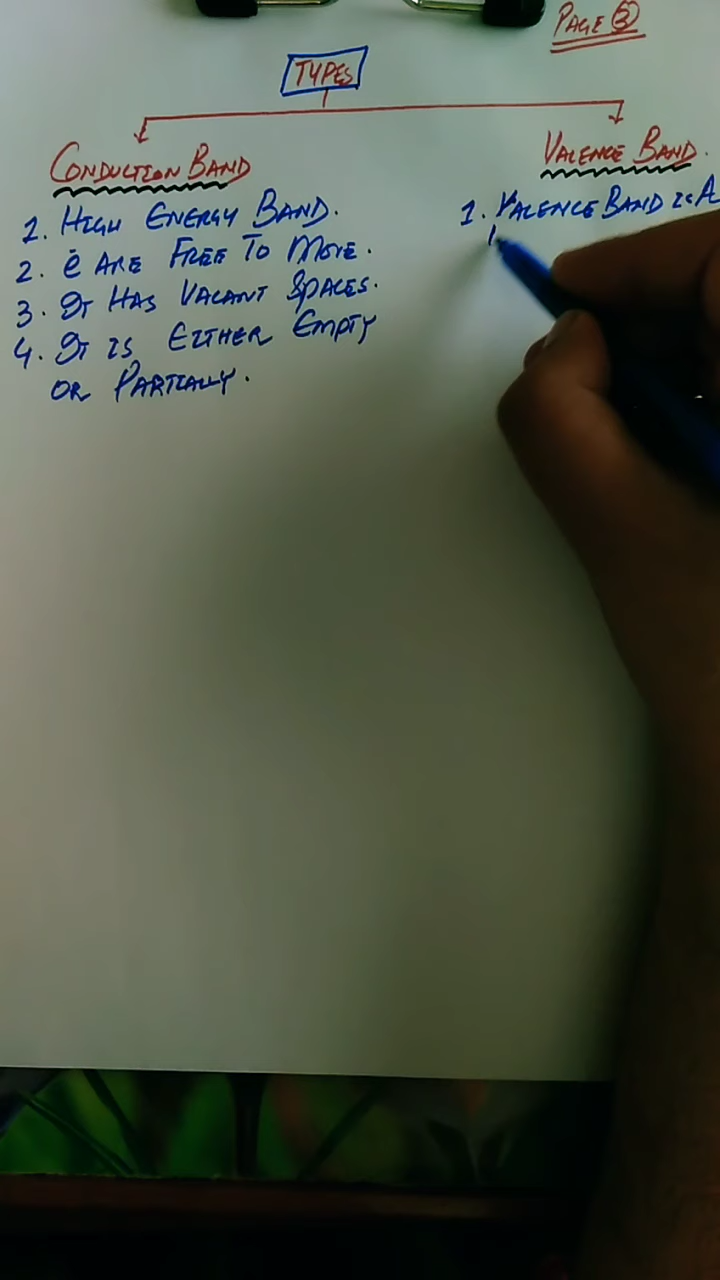 PAGE 3
TYPES
CONDUCTION BAND
VALENCE BAND.
1. HIGH ENERGY BAND.
2. ē ARE FREE TO MOVE.
3. IT HAS VACANT SPACES.
4. IT IS EITHER EMPTY
OR PARTIALLY.
1. VALENCE BAND IS A